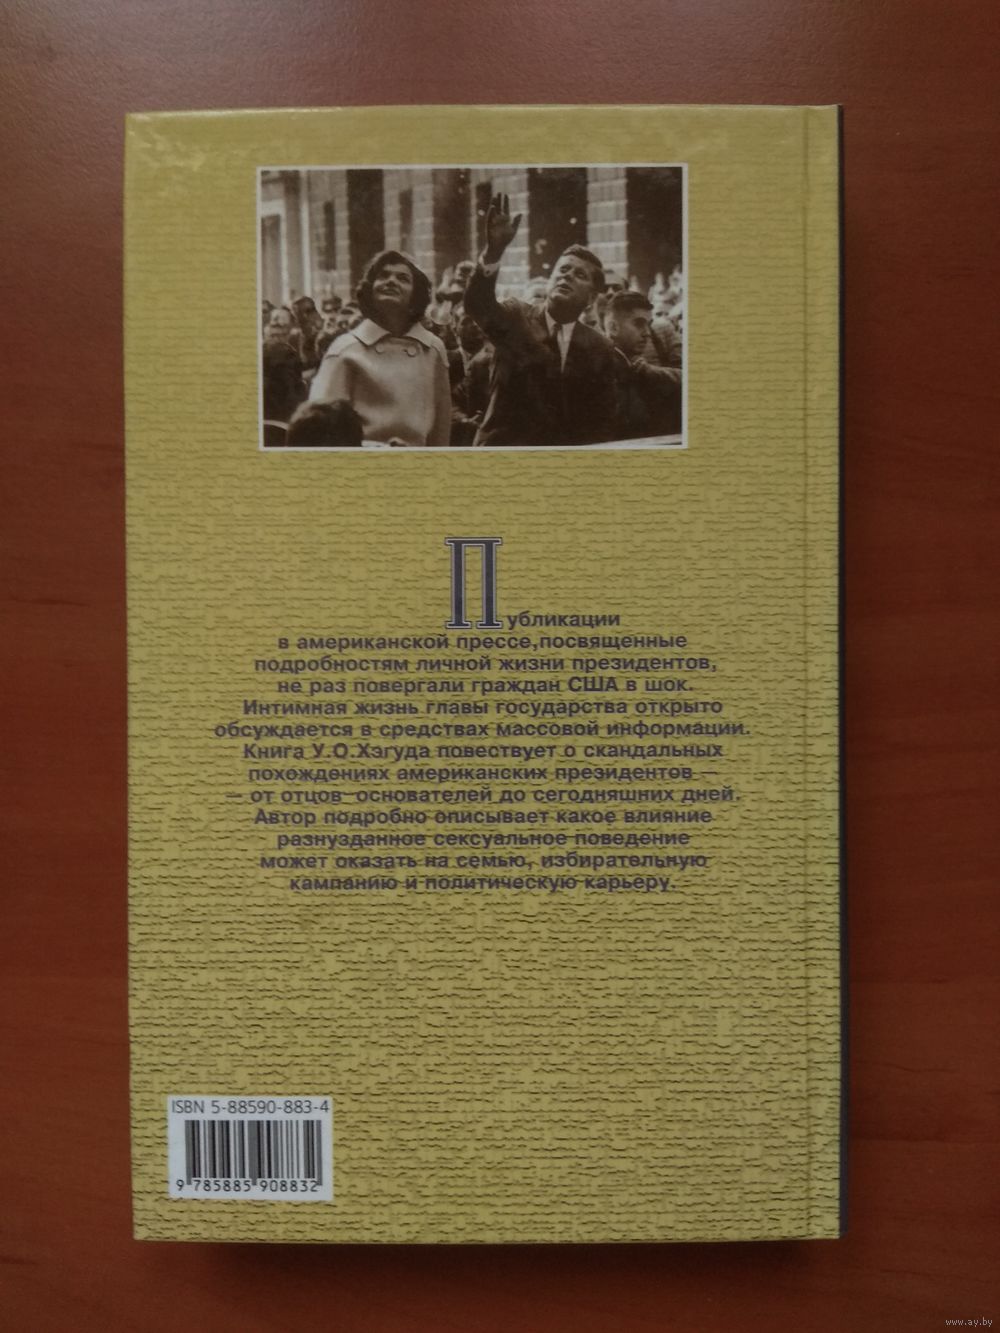 Публикации
в американской прессе,посвященные
подробностям личной жизни президентов,
не раз повергали граждан США в шок.
Интимная жизнь главы государства открыто
обсуждается в средствах массовой информации.
Книга У.О.Хэгуда повествует о скандальных
похождениях американских президентов —
— от отцов-основателей до сегодняшних дней.
Автор подробно описывает какое влияние
разнузданное сексуальное поведение
может оказать на семью, избирательную
кампанию и политическую карьеру.
ISBN 5-88590-883-4
9 785885 908832
www.ay.by